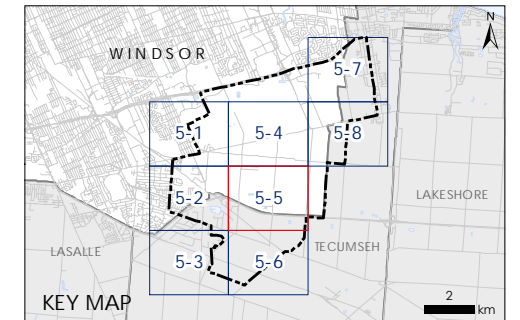 N
WINDSOR
5-7
5-1
5-4
5-8
5-2
5-5
LAKESHORE
LASALLE
TECUMSEH
5-3
5-6
KEY MAP
2
km